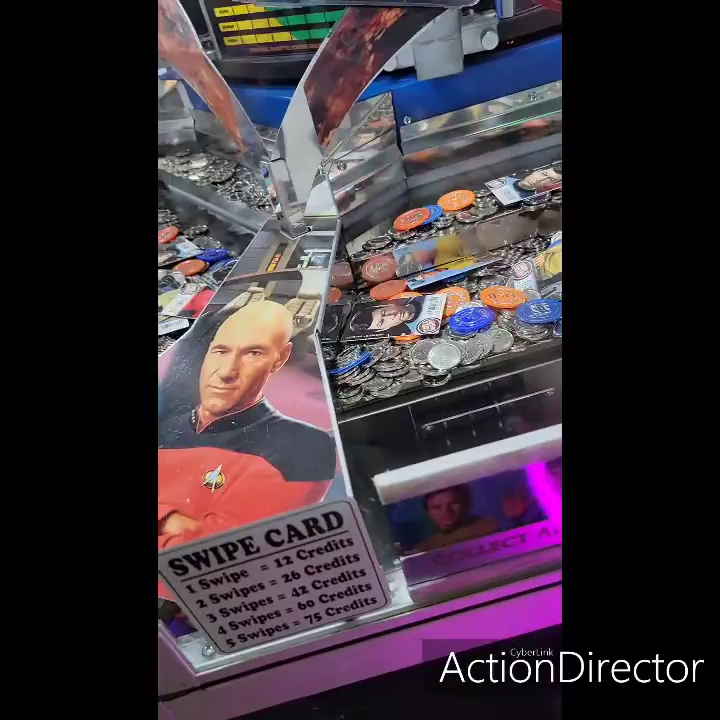 SWIPE CARD
1 Swipe = 12 Credits
2 Swipes = 26 Credits
3 Swipes = 42 Credits
4 Swipes = 60 Credits
5 Swipes = 75 Credits
COLLECT
CyberLink
ActionDirector